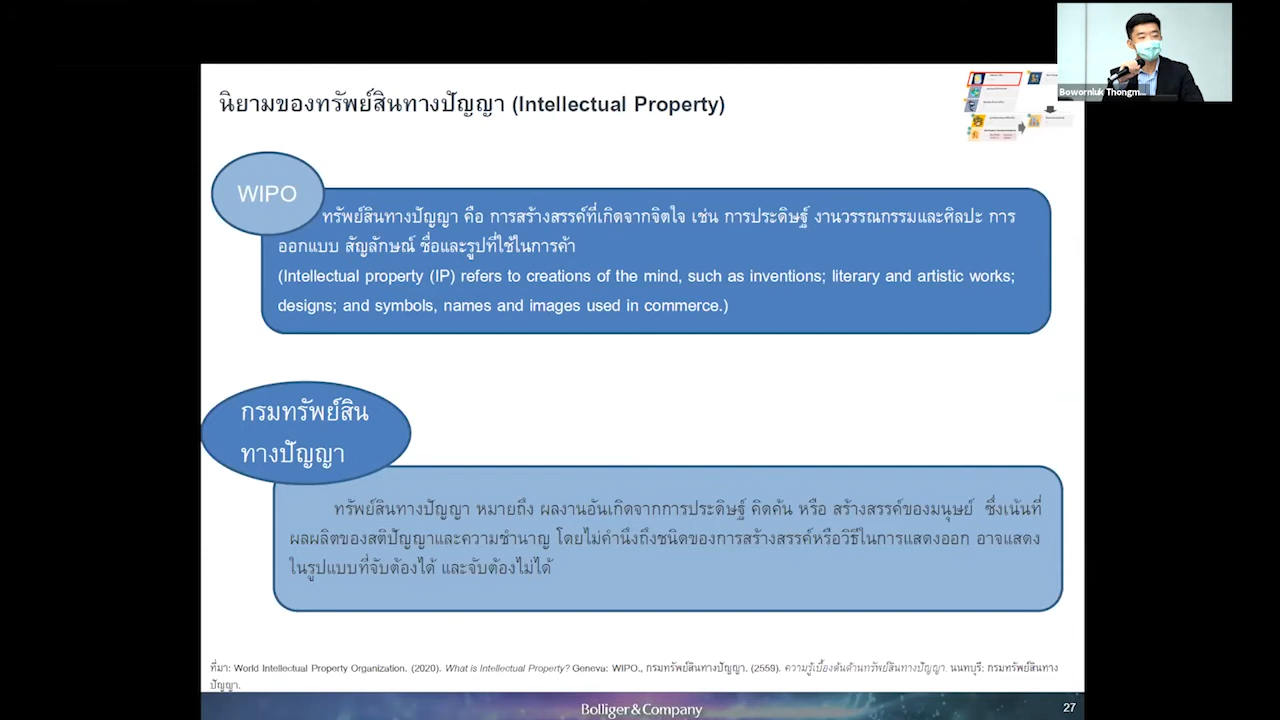 นิยามของทรัพย์สินทางปัญญา (Intellectual Property)
Bowornluk Thongm...
WIPO
ทรัพย์สินทางปัญญา คือ การสร้างสรรค์ที่เกิดจากจิตใจ เช่น การประดิษฐ์ งานวรรณกรรมและศิลปะ การ
ออกแบบ สัญลักษณ์ ชื่อและรูปที่ใช้ในการค้า
(Intellectual property (IP) refers to creations of the mind, such as inventions; literary and artistic works;
designs; and symbols, names and images used in commerce.)
กรมทรัพย์สิน
ทางปัญญา
ทรัพย์สินทางปัญญา หมายถึง ผลงานอันเกิดจากการประดิษฐ์ คิดค้น หรือ สร้างสรรค์ของมนุษย์ ซึ่งเน้นที่
ผลผลิตของสติปัญญาและความชำนาญ โดยไม่คำนึงถึงชนิดของการสร้างสรรค์หรือวิธีในการแสดงออก อาจแสดง
ในรูปแบบที่จับต้องได้ และจับต้องไม่ได้
ที่มา: World Intellectual Property Organization. (2020). What is Intellectual Property? Geneva: WIPO., กรมทรัพย์สินทางปัญญา. (2559). ความรู้เบื้องต้นด้านทรัพย์สินทางปัญญา. นนทบุรี: กรมทรัพย์สินทาง
ปัญญา.
Bolliger & Company
27